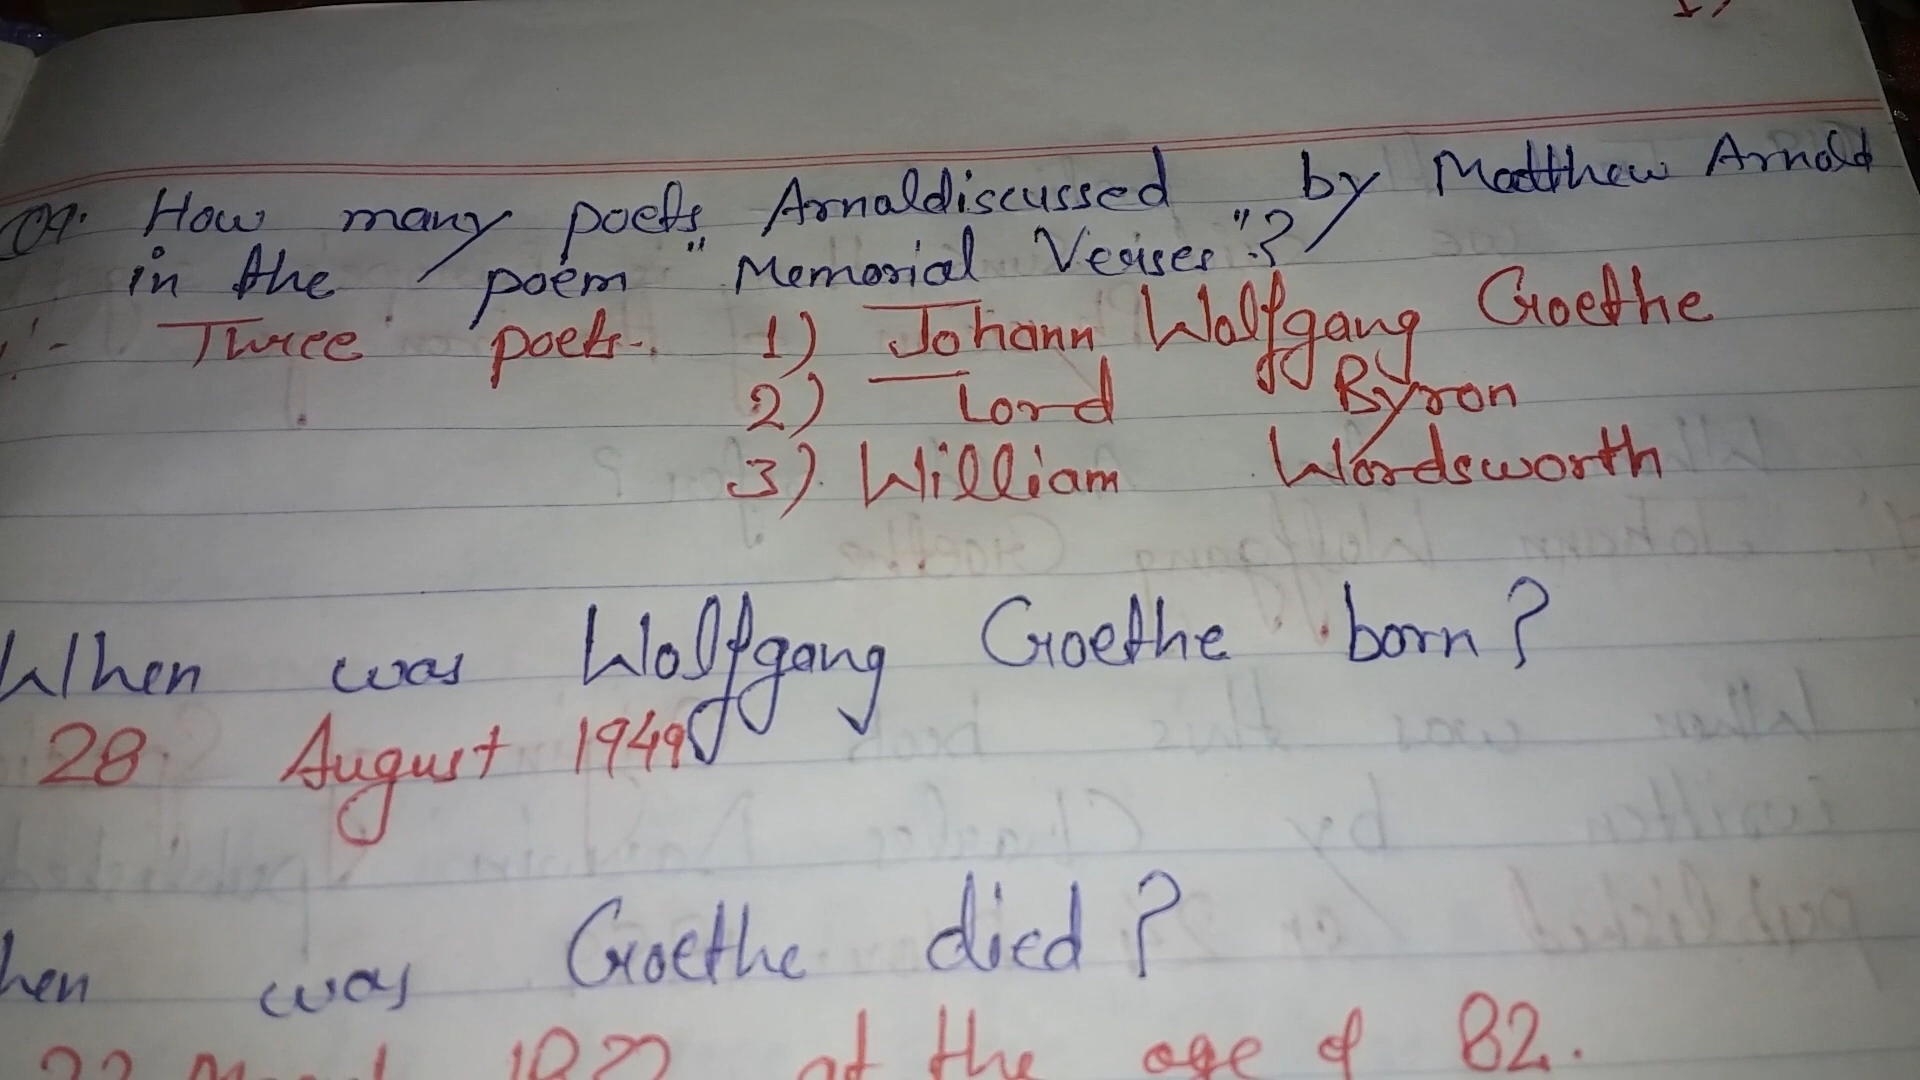 Q9. How many poets Arnaldiscussed by Matthew Arnold
in the poem "Memorial Verises"?
- Three poets. 1) Johann Wolfgang Goethe
2) Lord Byron
3) William Wordsworth
When was Wolfgang Goethe born?
28 August 1949
hen was Goethe died?
at the age of 82.